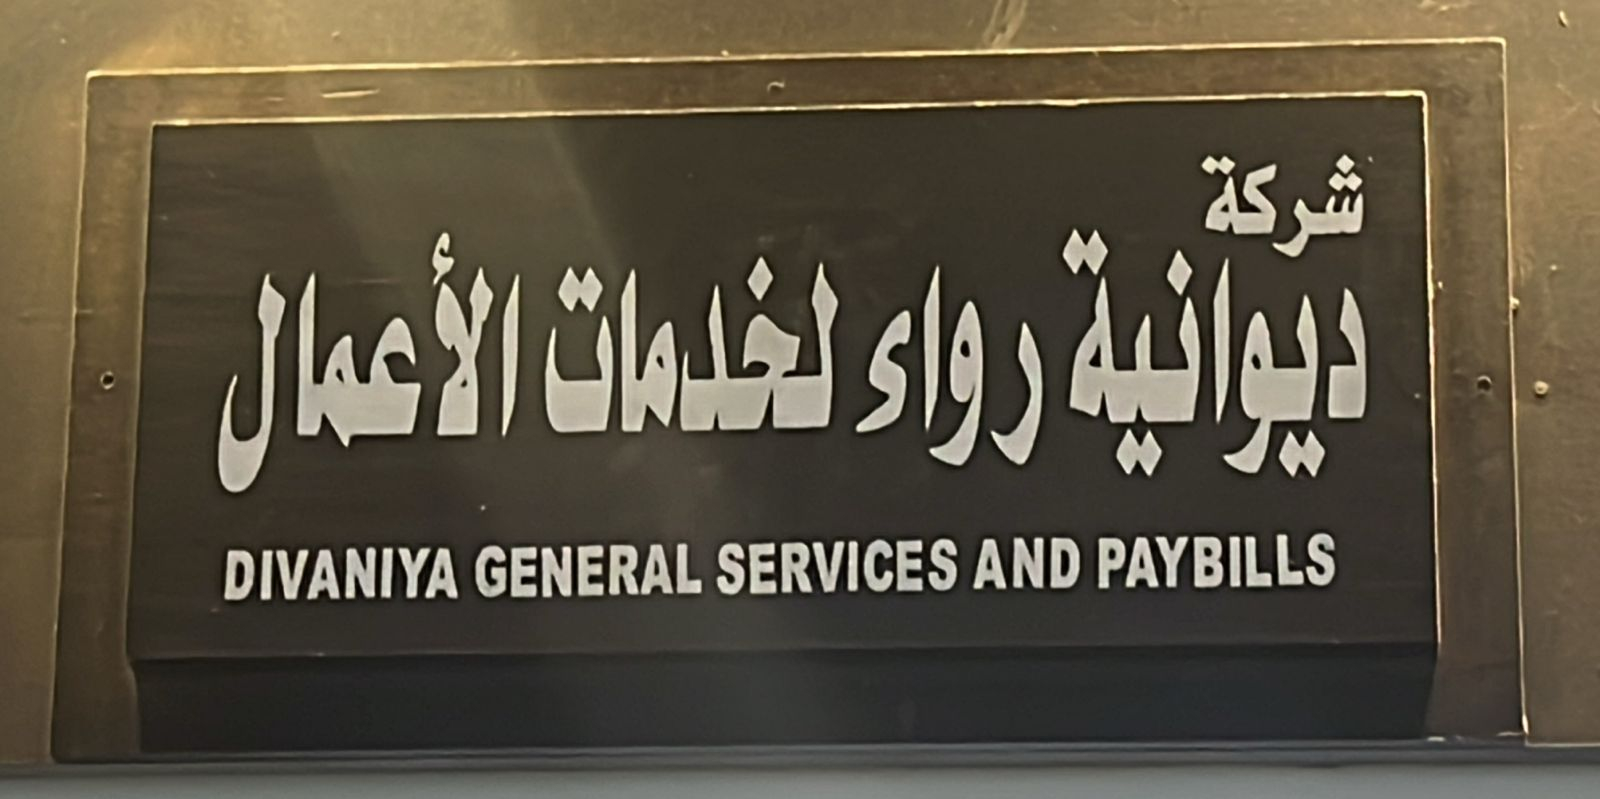 شركة
ديوانية رواء لخدمات الأعمال
DIVANIYA GENERAL SERVICES AND PAYBILLS